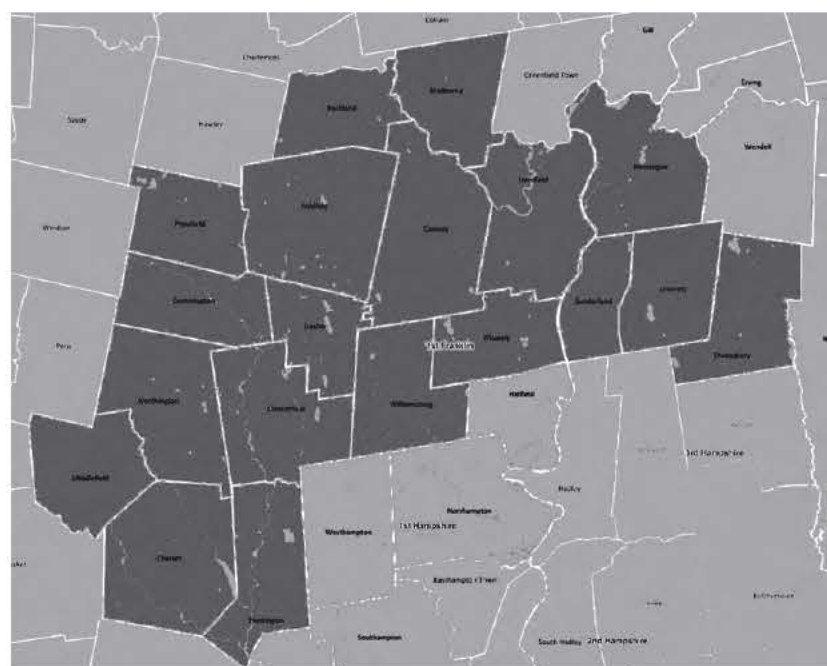 Colrain
Charlemont
Gill
Greenfield Town
Erving
Savoy
Hawley
Buckland
Shelburne
Wendell
Deerfield
Plainfield
Ashfield
Conway
Windsor
Cummington
Goshen
Sunderland
Leverett
Peru
Whately
1st Franklin
Shutesbury
Worthington
Chesterfield
Williamsburg
Hatfield
3rd Hampshire
Middlefield
Hadley
Northampton
1st Hampshire
Westhampton
Chester
Easthampton Town
Huntington
Southampton
South Hadley
2nd Hampshire